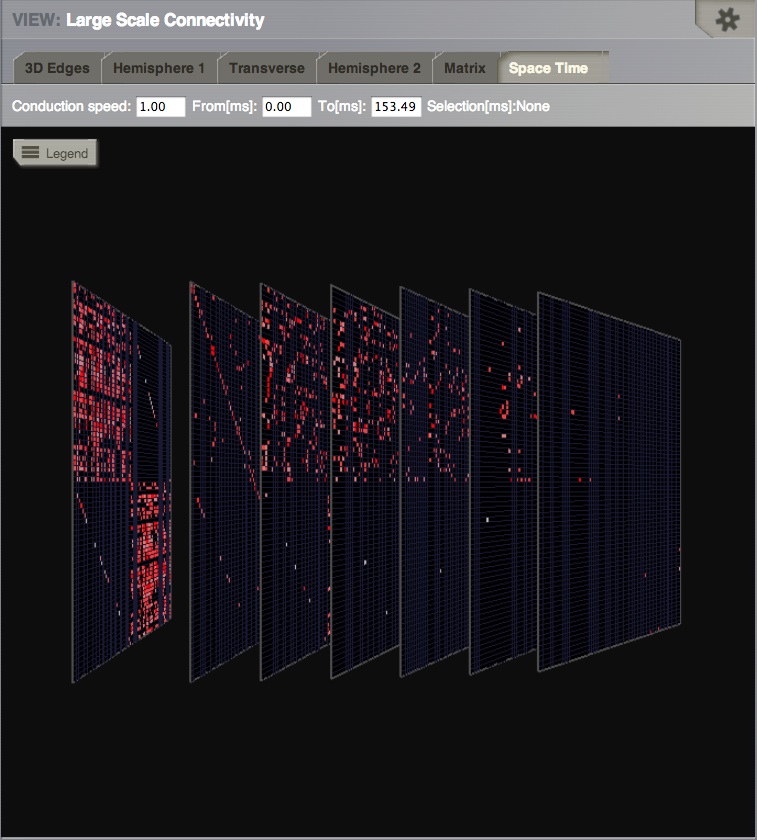 VIEW: Large Scale Connectivity
3D Edges Hemisphere 1 Transverse Hemisphere 2 Matrix Space Time
Conduction speed: 1.00 From[ms]: 0.00 To[ms]: 153.49 Selection[ms]:None
Legend